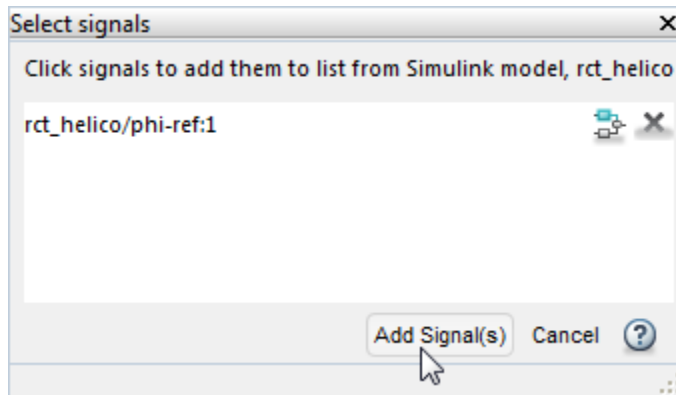 Select signals
Click signals to add them to list from Simulink model, rct_helico
rct_helico/phi-ref:1
Add Signal(s) Cancel ?